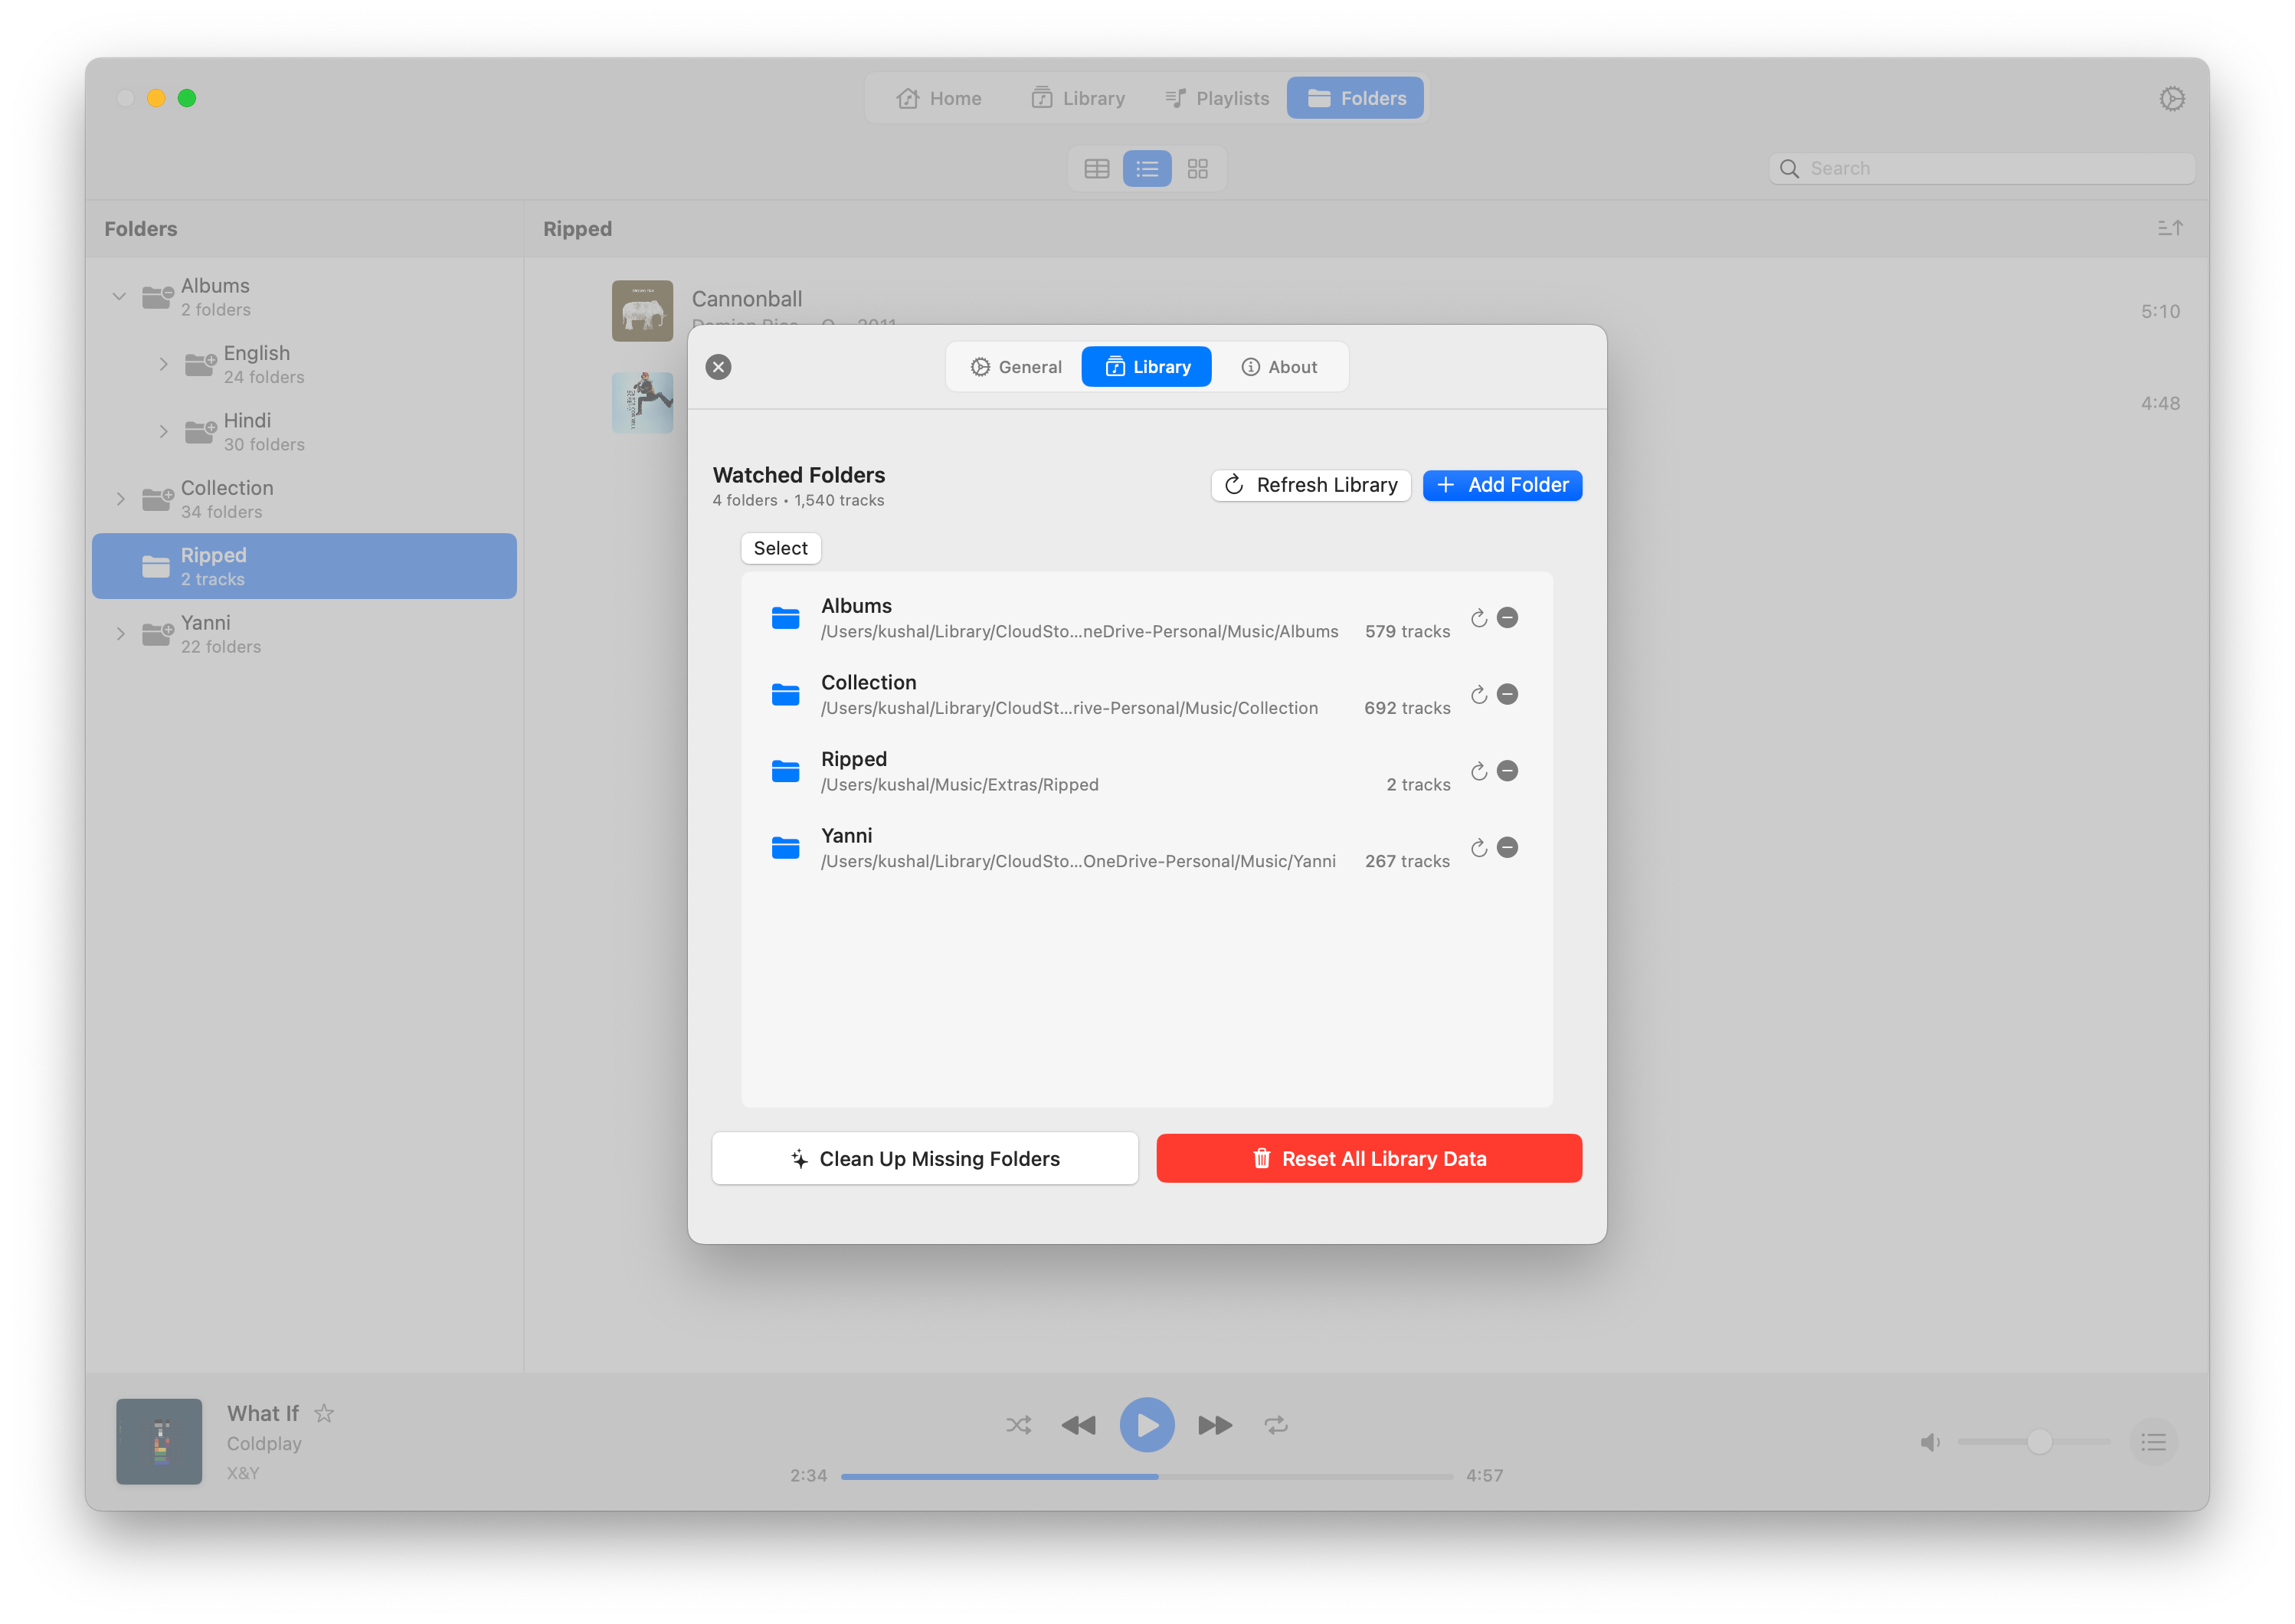 Home
Library
Playlists
Folders
Search
Folders
Ripped
Albums
2 folders
English
24 folders
Hindi
30 folders
Collection
34 folders
Ripped
2 tracks
Yanni
22 folders
Cannonball
5:10
4:48
General
Library
About
Watched Folders
4 folders • 1,540 tracks
Refresh Library
Add Folder
Select
Albums
/Users/kushal/Library/CloudSto...neDrive-Personal/Music/Albums
579 tracks
Collection
/Users/kushal/Library/CloudSt...rive-Personal/Music/Collection
692 tracks
Ripped
/Users/kushal/Music/Extras/Ripped
2 tracks
Yanni
/Users/kushal/Library/CloudSto...OneDrive-Personal/Music/Yanni
267 tracks
Clean Up Missing Folders
Reset All Library Data
What If
Coldplay
X&Y
2:34
4:57